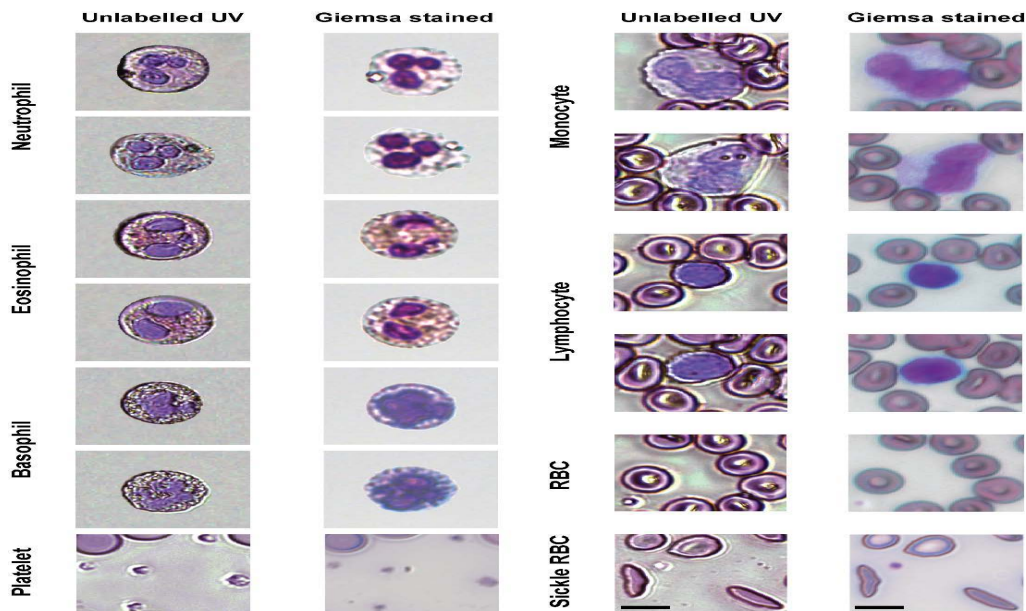 Unlabelled UV
Giemsa stained
Neutrophil
Eosinophil
Basophil
Platelet
Unlabelled UV
Giemsa stained
Monocyte
Lymphocyte
RBC
Sickle RBC